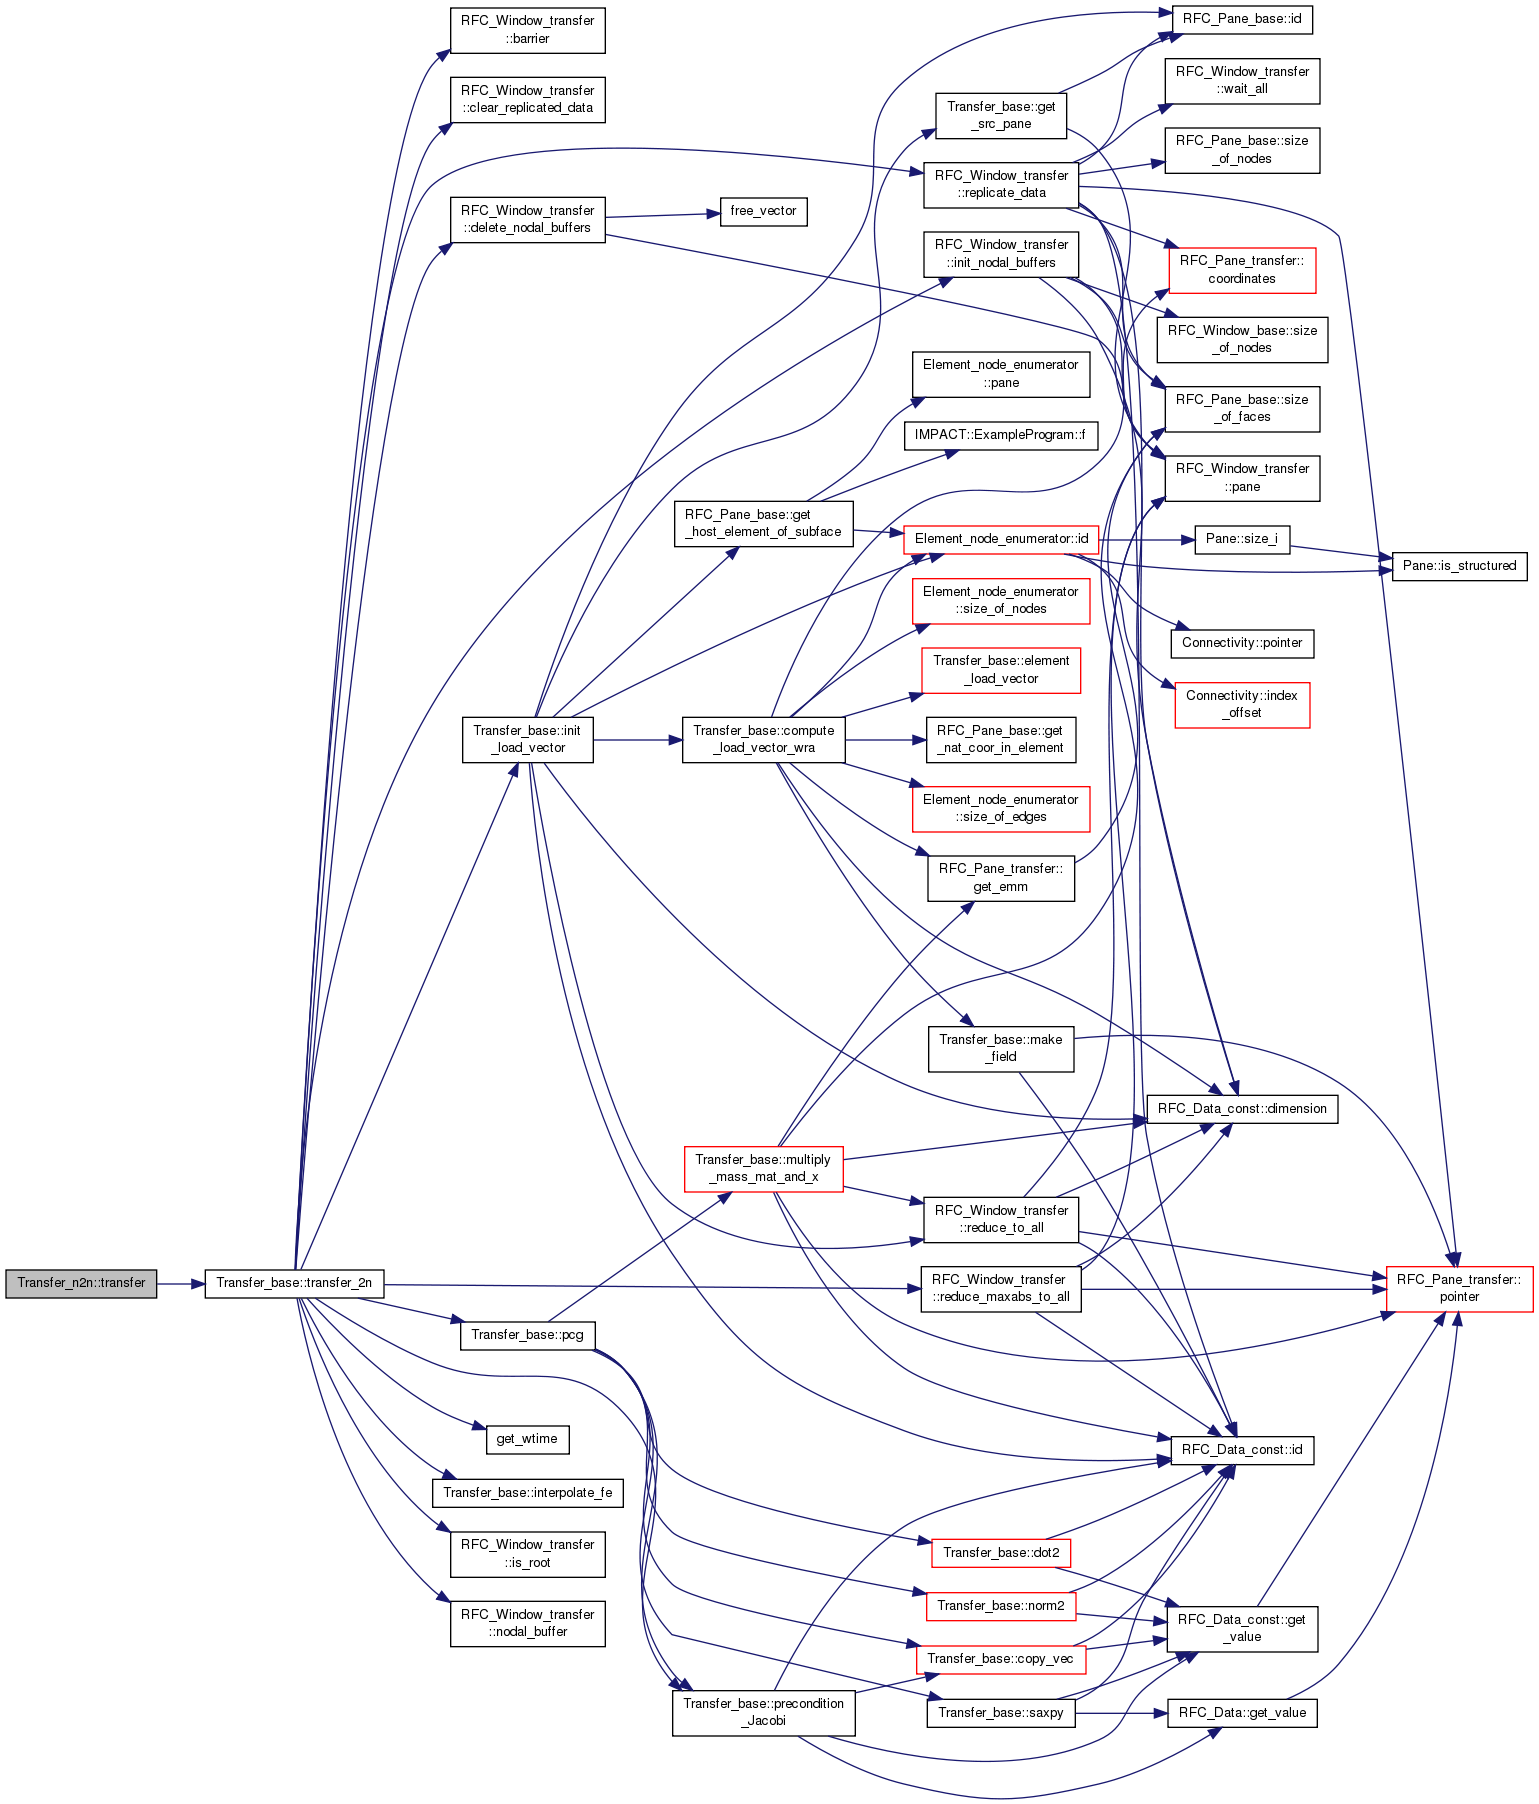 Transfer_n2n::transfer
Transfer_base::transfer_2n
RFC_Window_transfer
::barrier
RFC_Window_transfer
::clear_replicated_data
RFC_Window_transfer
::delete_nodal_buffers
Transfer_base::init
_load_vector
Transfer_base::pcg
get_wtime
Transfer_base::interpolate_fe
RFC_Window_transfer
::is_root
RFC_Window_transfer
::nodal_buffer
free_vector
RFC_Pane_base::get
_host_element_of_subface
Transfer_base::compute
_load_vector_wra
Transfer_base::multiply
_mass_mat_and_x
Transfer_base::precondition
_Jacobi
Transfer_base::get
_src_pane
RFC_Window_transfer
::replicate_data
RFC_Window_transfer
::init_nodal_buffers
Element_node_enumerator
::pane
IMPACT::ExampleProgram::f
Element_node_enumerator::id
Element_node_enumerator
::size_of_nodes
Transfer_base::element
_load_vector
RFC_Pane_base::get
_nat_coor_in_element
Element_node_enumerator
::size_of_edges
RFC_Pane_transfer::
get_emm
Transfer_base::make
_field
RFC_Window_transfer
::reduce_to_all
RFC_Window_transfer
::reduce_maxabs_to_all
Transfer_base::dot2
Transfer_base::norm2
Transfer_base::copy_vec
Transfer_base::saxpy
RFC_Pane_base::id
RFC_Window_transfer
::wait_all
RFC_Pane_base::size
_of_nodes
RFC_Pane_transfer::
coordinates
RFC_Window_base::size
_of_nodes
RFC_Pane_base::size
_of_faces
RFC_Window_transfer
::pane
Pane::size_i
Connectivity::pointer
Connectivity::index
_offset
RFC_Data_const::dimension
RFC_Data_const::id
RFC_Data_const::get
_value
RFC_Data::get_value
Pane::is_structured
RFC_Pane_transfer::
pointer